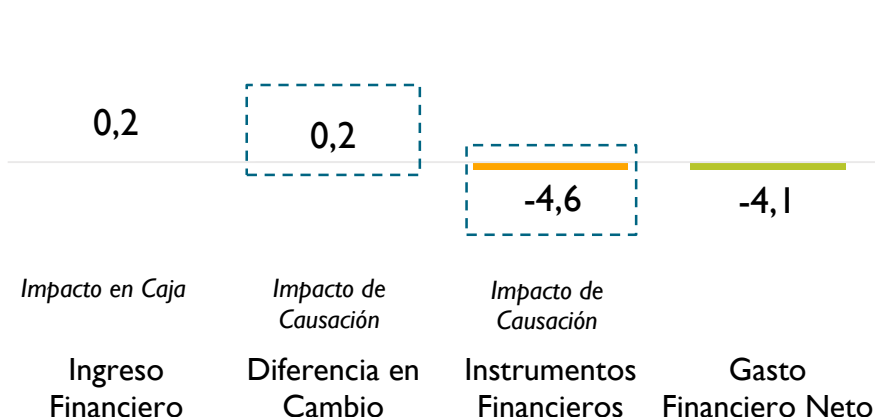 0,2
0,2
-4,6
-4,1
Impacto en Caja
Impacto de
Causación
Impacto de
Causación
Ingreso
Financiero
Diferencia en
Cambio
Instrumentos
Financieros
Gasto
Financiero Neto